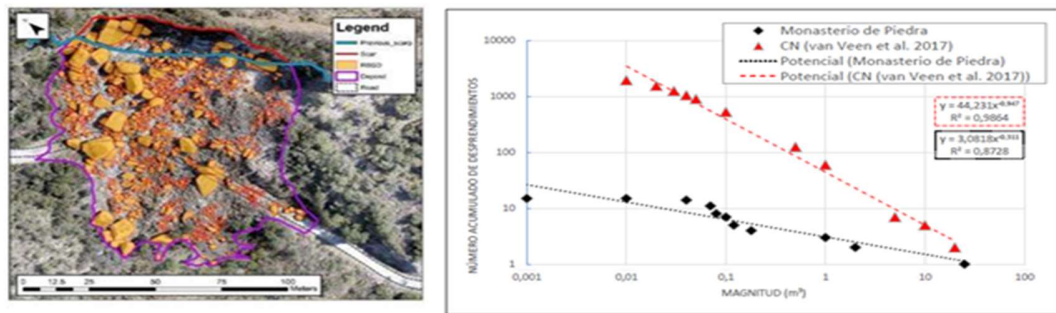 Legend
Previous_scarp
Scar
RBSD
Deposit
Road
0 12.5 25 50 75 100
Meters
Monasterio de Piedra
CN (van Veen et al. 2017)
Potencial (Monasterio de Piedra)
Potencial (CN (van Veen et al. 2017))
y = 44,231x-0,947
R² = 0,9864
y = 3,0818x-0,311
R² = 0,8728
NÚMERO ACUMULADO DE DESPRENDIMIENTOS
10000
1000
100
10
1
0,001 0,01 0,1 1 10 100
MAGNITUD (m³)